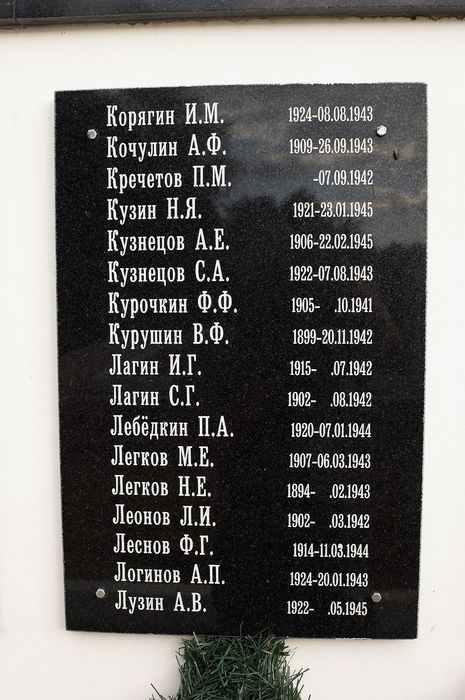 Корягин И.М. 1924-08.08.1943
Кочулин А.Ф. 1909-26.09.1943
Кречетов П.М. -07.09.1942
Кузин Н.Я. 1921-23.01.1945
Кузнецов А.Е. 1906-22.02.1945
Кузнецов С.А. 1922-07.08.1943
Курочкин Ф.Ф. 1905- .10.1941
Курушин В.Ф. 1899-20.11.1942
Лагин И.Г. 1915- .07.1942
Лагин С.Г. 1902- .08.1942
Лебёдкин П.А. 1920-07.01.1944
Легков М.Е. 1907-06.03.1943
Легков Н.Е. 1894- .02.1943
Леонов Л.И. 1902- .03.1942
Леснов Ф.Г. 1914-11.03.1944
Логинов А.П. 1924-20.01.1943
Лузин А.В. 1922- .05.1945